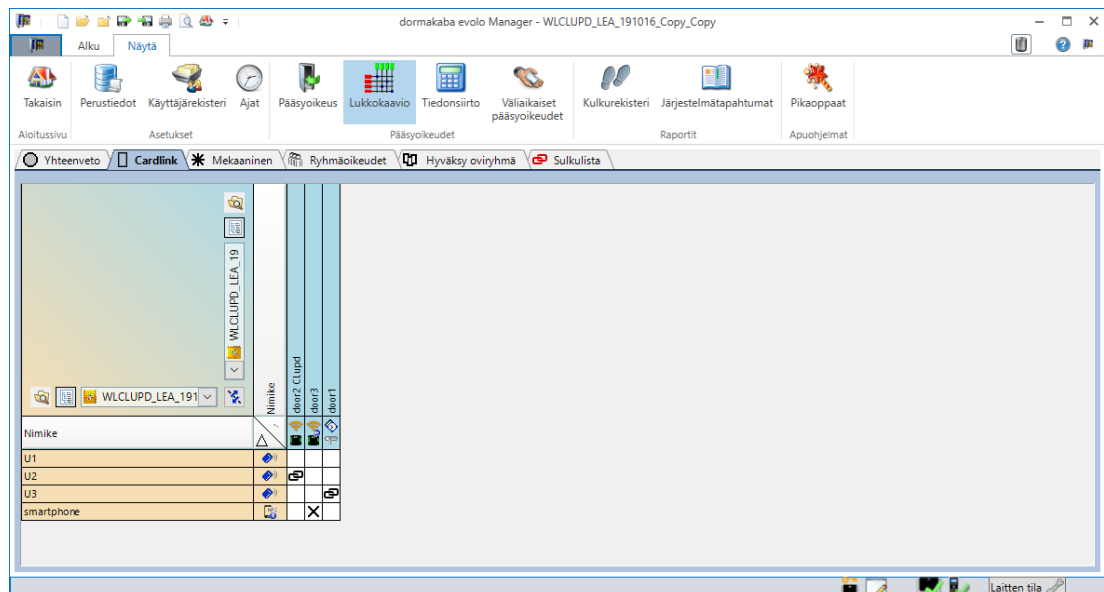 dormakaba evolo Manager - WLCLUPD_LEA_191016_Copy_Copy
Alku Näytä
Takaisin Perustiedot Käyttäjärekisteri Ajat Pääsyoikeus Lukkokaavio Tiedonsiirto Väliaikaiset pääsyoikeudet Kulkurekisteri Järjestelmätapahtumat Pikaoppaat
Aloitussivu Asetukset Pääsyoikeudet Raportit Apuohjelmat
Yhteenveto Cardlink Mekaaninen Ryhmäoikeudet Hyväksy oviryhmä Sulkulista
WLCLUPD_LEA_19
WLCLUPD_LEA_191
Nimike
door2 CLupd
door3
door1
Nimike
U1
U2
U3
smartphone
Laitten tila